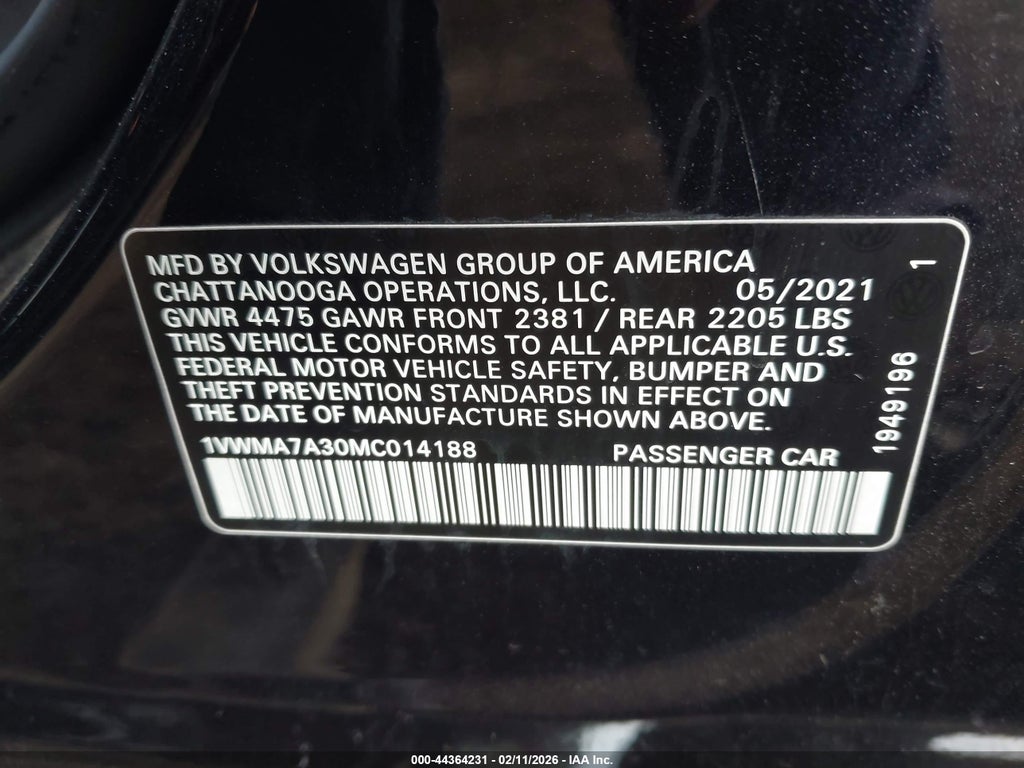 MFD BY VOLKSWAGEN GROUP OF AMERICA
CHATTANOOGA OPERATIONS, LLC. 05/2021
GVWR 4475 GAWR FRONT 2381 / REAR 2205 LBS
THIS VEHICLE CONFORMS TO ALL APPLICABLE U.S.
FEDERAL MOTOR VEHICLE SAFETY, BUMPER AND
THEFT PREVENTION STANDARDS IN EFFECT ON
THE DATE OF MANUFACTURE SHOWN ABOVE.
1VWMA7A30MC014188 PASSENGER CAR
1949196 1
000-44364231 - 02/11/2026 - IAA Inc.